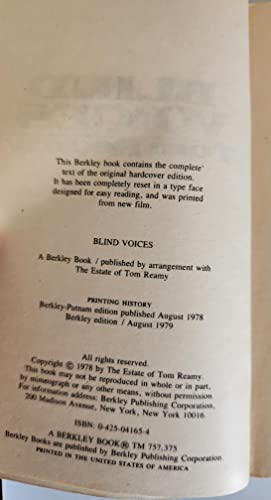 This Berkley book contains the complete
text of the original hardcover edition.
It has been completely reset in a type face
designed for easy reading, and was printed
from new film.
BLIND VOICES
A Berkley Book / published by arrangement with
The Estate of Tom Reamy
PRINTING HISTORY
Berkley-Putnam edition published August 1978
Berkley edition / August 1979
All rights reserved.
Copyright © 1978 by The Estate of Tom Reamy.
This book may not be reproduced in whole or in part,
by mimeograph or any other means, without permission.
For information address: Berkley Publishing Corporation,
200 Madison Avenue, New York, New York 10016.
ISBN: 0-425-04165-4
A BERKLEY BOOK® TM 757,375
Berkley Books are published by Berkley Publishing Corporation.
PRINTED IN THE UNITED STATES OF AMERICA